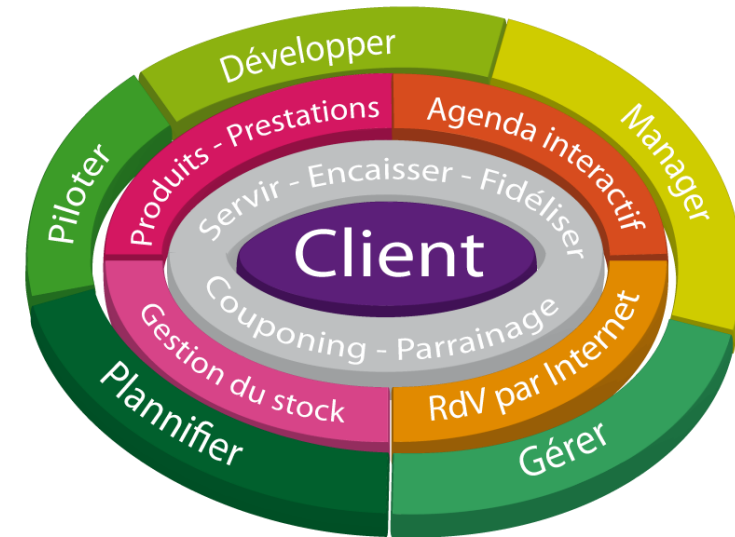 Développer
Manager
Piloter
Produits - Prestations
Agenda interactif
Servir - Encaisser - Fidéliser
Client
Couponing - Parrainage
Gestion du stock
RdV par Internet
Plannifier
Gérer